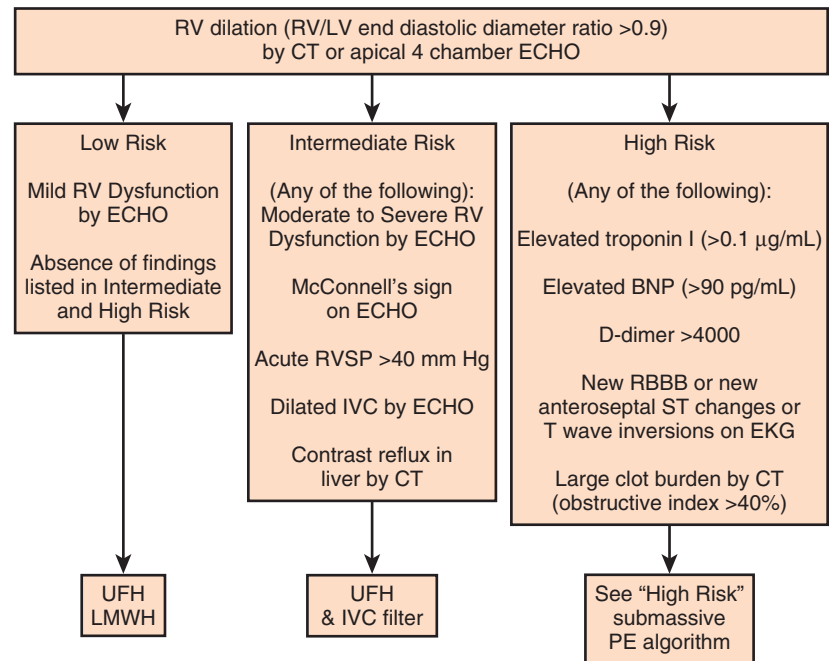 RV dilation (RV/LV end diastolic diameter ratio >0.9)
by CT or apical 4 chamber ECHO
Low Risk
Mild RV Dysfunction
by ECHO
Absence of findings
listed in Intermediate
and High Risk
Intermediate Risk
(Any of the following):
Moderate to Severe RV
Dysfunction by ECHO
McConnell’s sign
on ECHO
Acute RVSP >40 mm Hg
Dilated IVC by ECHO
Contrast reflux in
liver by CT
High Risk
(Any of the following):
Elevated troponin I (>0.1 μg/mL)
Elevated BNP (>90 pg/mL)
D-dimer >4000
New RBBB or new
anteroseptal ST changes or
T wave inversions on EKG
Large clot burden by CT
(obstructive index >40%)
UFH
LMWH
UFH
& IVC filter
See “High Risk”
submassive
PE algorithm